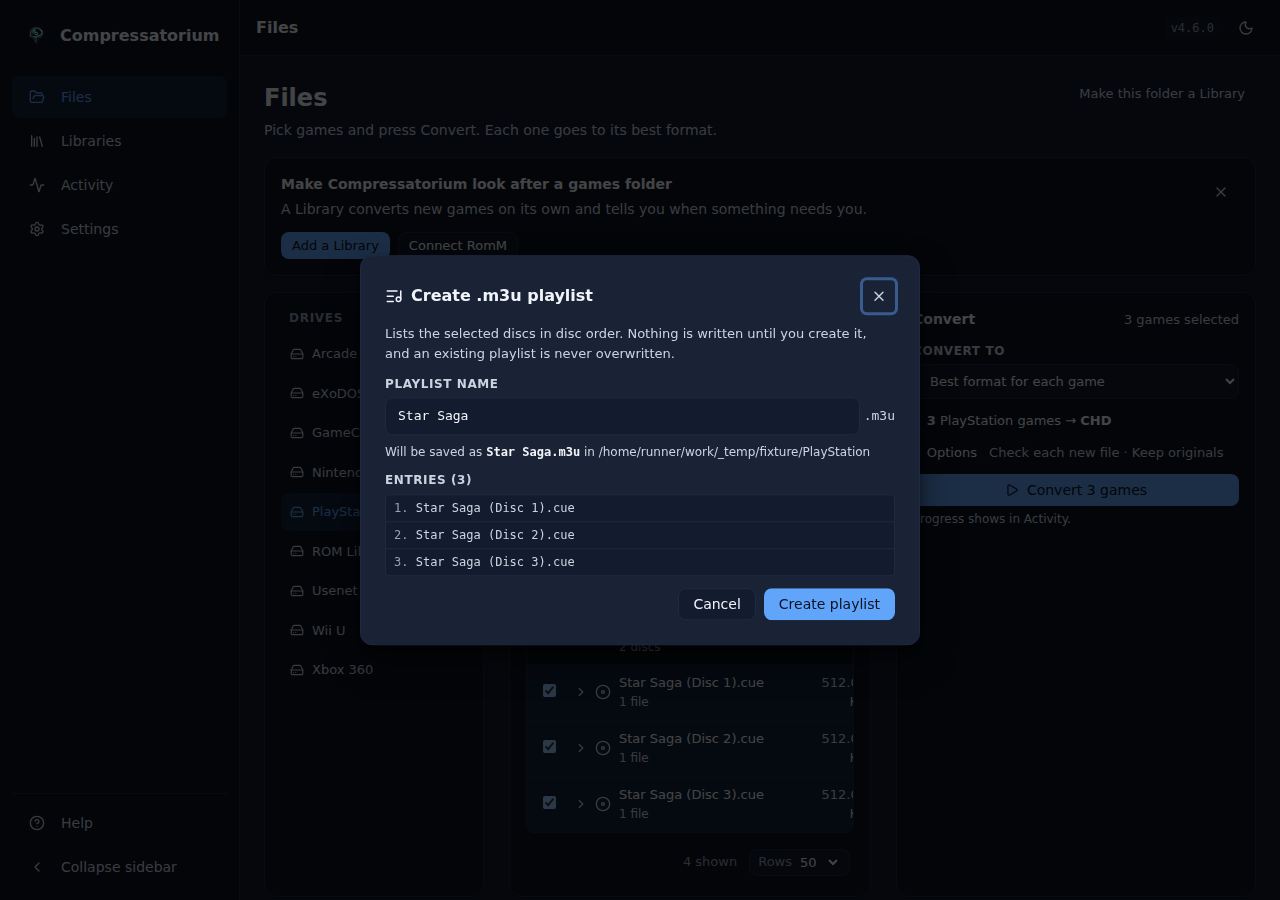 Compressatorium
Files
Libraries
Activity
Settings
Help
Collapse sidebar
Files
v4.6.0
Files
Make this folder a Library
Pick games and press Convert. Each one goes to its best format.
Make Compressatorium look after a games folder
A Library converts new games on its own and tells you when something needs you.
Add a Library
Connect RomM
DRIVES
Arcade
Wii U
Xbox 360
Usenet
Create .m3u playlist
Lists the selected discs in disc order. Nothing is written until you create it,
and an existing playlist is never overwritten.
PLAYLIST NAME
Star Saga
.m3u
Will be saved as Star Saga.m3u in /home/runner/work/_temp/fixture/PlayStation
ENTRIES (3)
1. Star Saga (Disc 1).cue
2. Star Saga (Disc 2).cue
3. Star Saga (Disc 3).cue
Cancel
Create playlist
2 discs
Star Saga (Disc 1).cue
1 file
Star Saga (Disc 2).cue
1 file
Star Saga (Disc 3).cue
1 file
4 shown
Rows 50
3 games selected
Best format for each game
3 PlayStation games → CHD
Options Check each new file · Keep originals
Convert 3 games
shows in Activity.